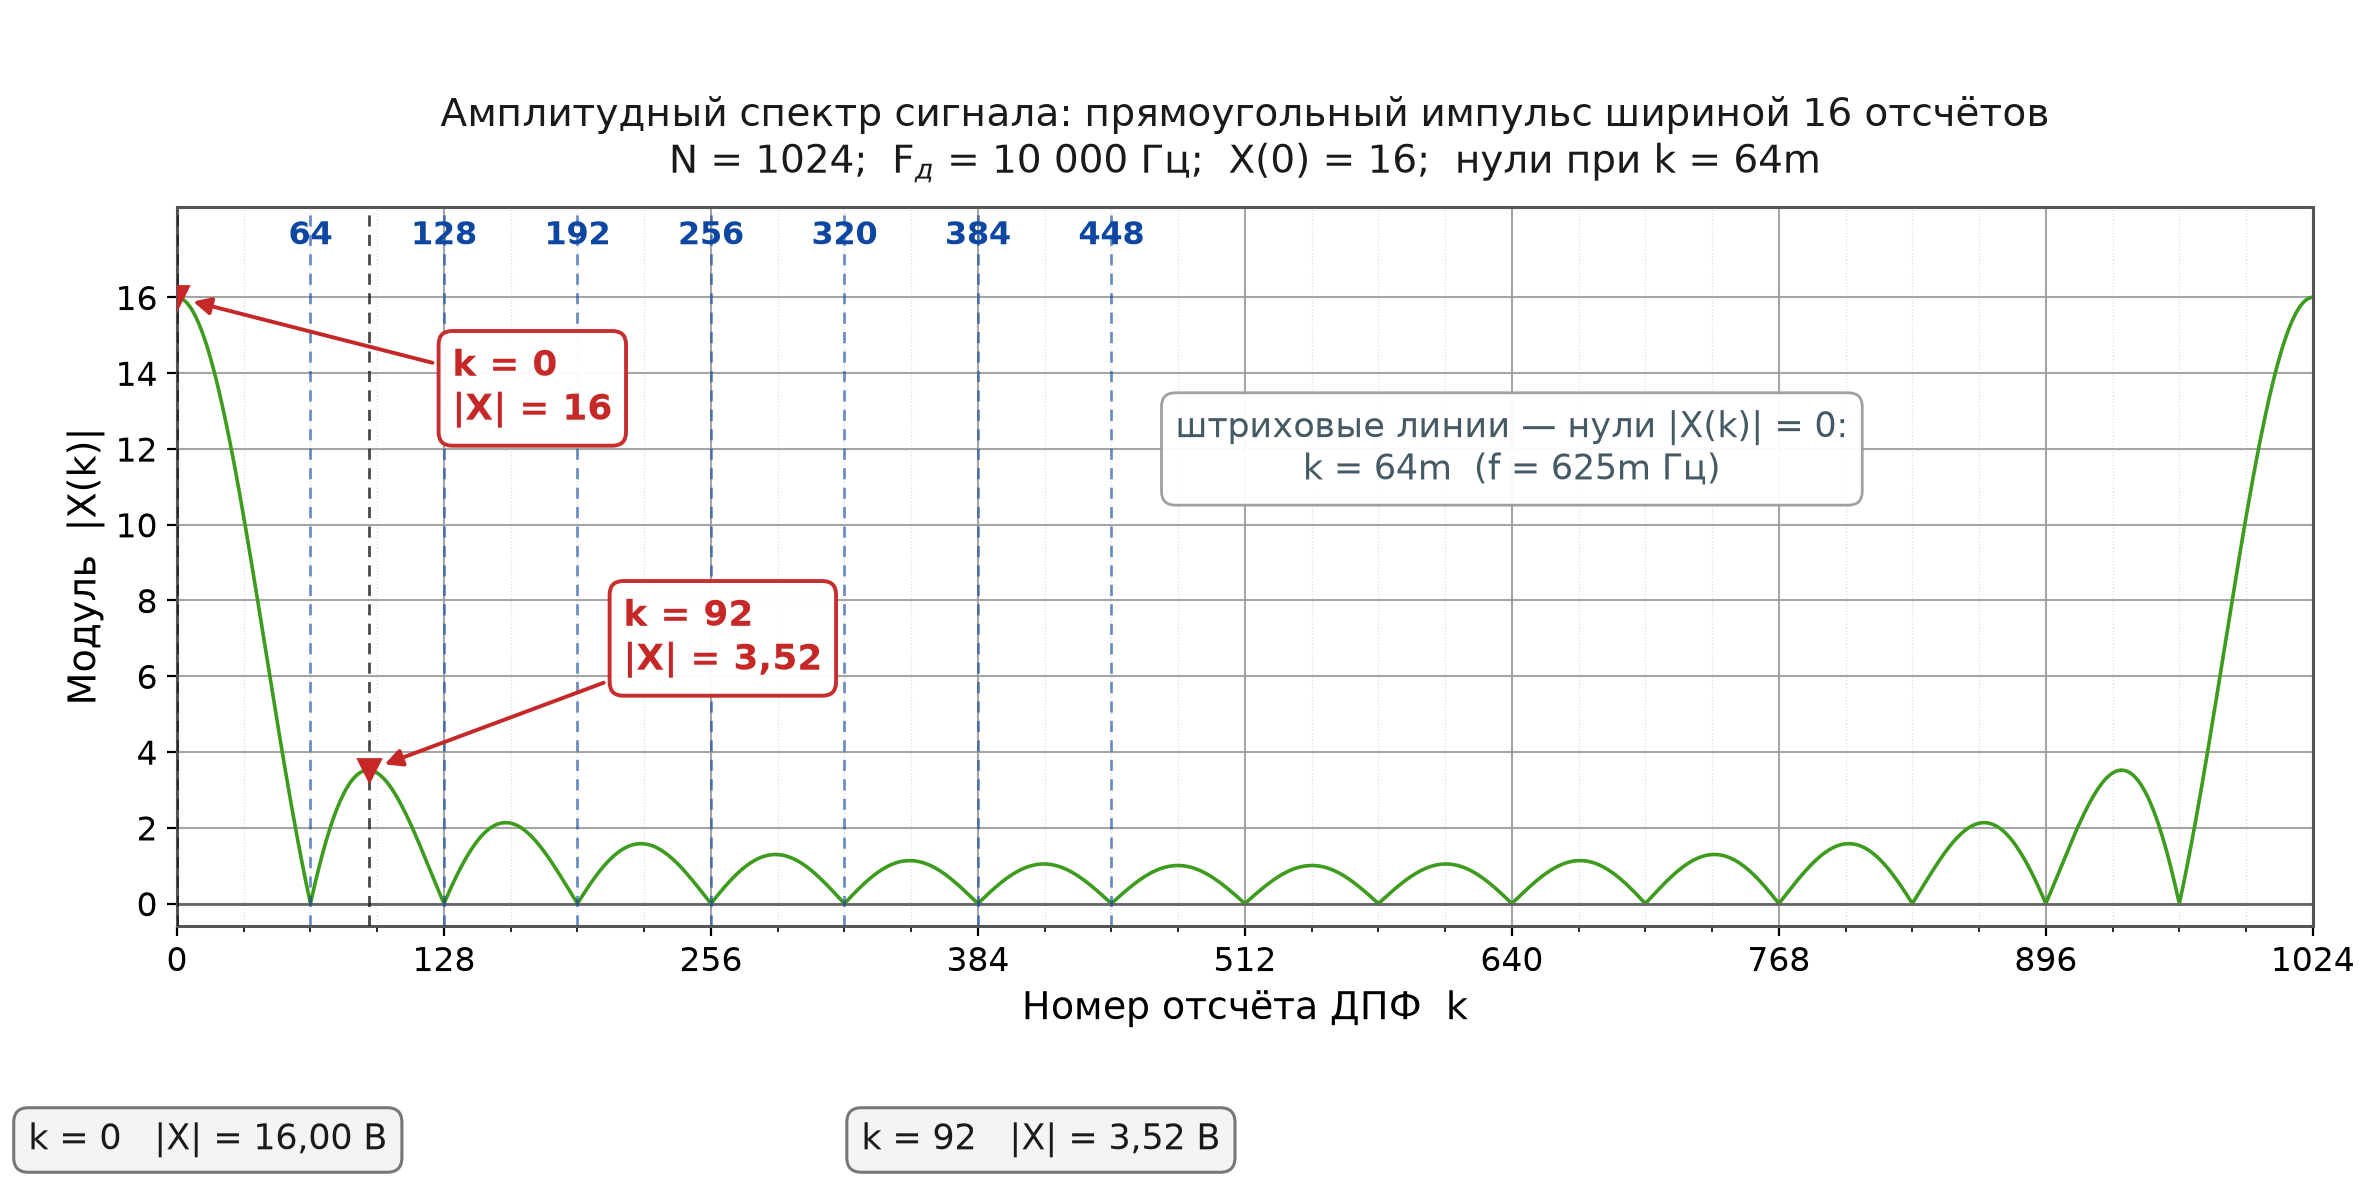 Амплитудный спектр сигнала: прямоугольный импульс шириной 16 отсчётов
N = 1024;  Fд = 10 000 Гц;  X(0) = 16;  нули при k = 64m
64 128 192 256 320 384 448
k = 0
|X| = 16
штриховые линии — нули |X(k)| = 0:
k = 64m  (f = 625m Гц)
k = 92
|X| = 3,52
Модуль  |X(k)|
16
14
12
10
8
6
4
2
0
0 128 256 384 512 640 768 896 1024
Номер отсчёта ДПФ  k
k = 0   |X| = 16,00 В
k = 92   |X| = 3,52 В